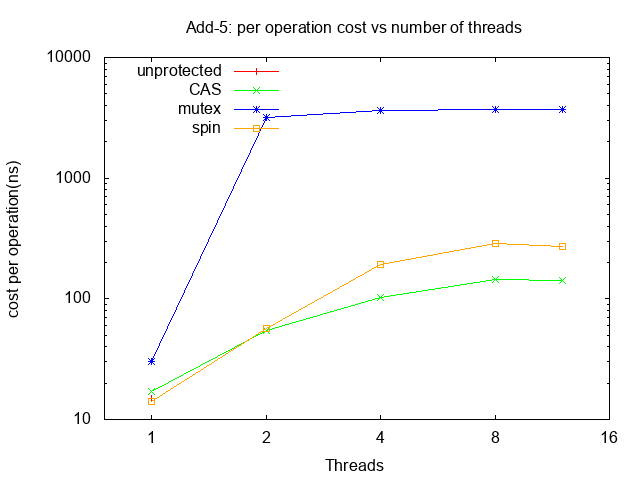 Add-5: per operation cost vs number of threads
10000
1000
100
10
cost per operation(ns)
unprotected
CAS
mutex
spin
1 2 4 8 16
Threads